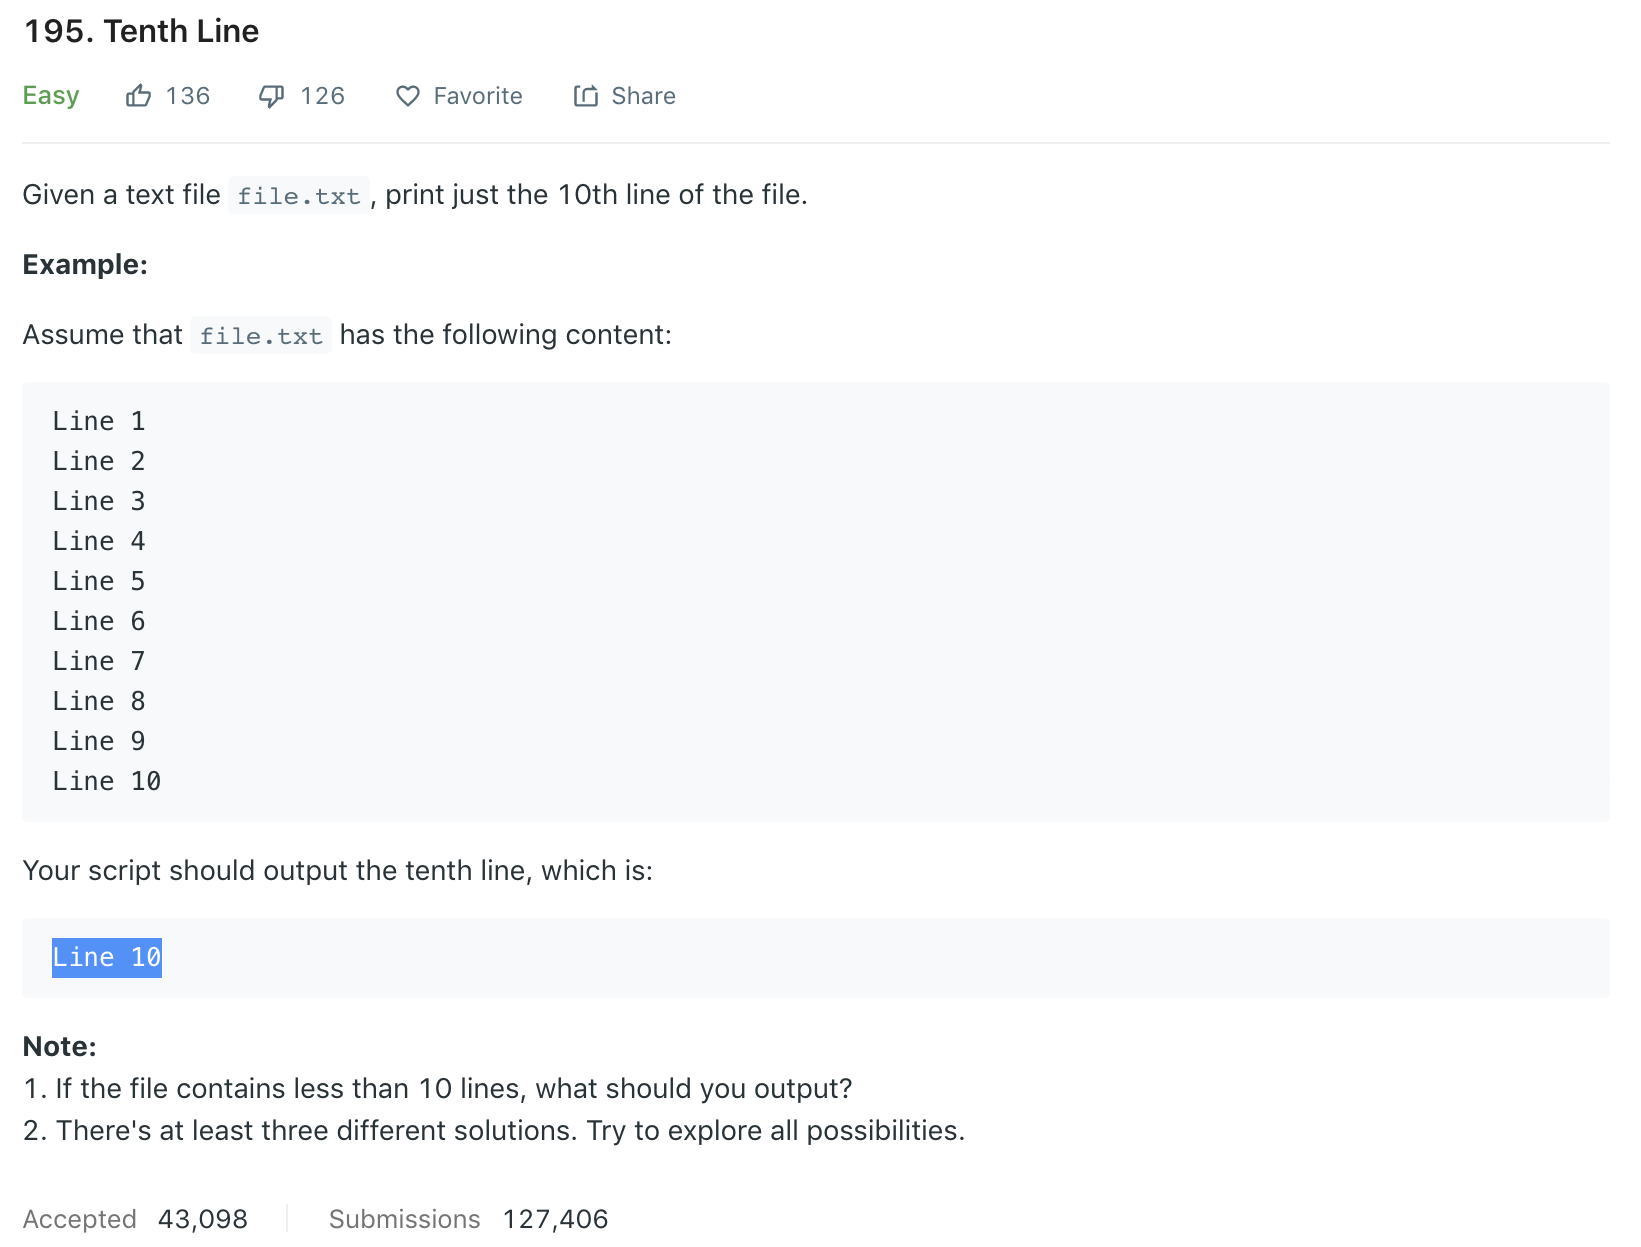 195. Tenth Line
Easy 136 126 Favorite Share
Given a text file file.txt, print just the 10th line of the file.
Example:
Assume that file.txt has the following content:
Line 1
Line 2
Line 3
Line 4
Line 5
Line 6
Line 7
Line 8
Line 9
Line 10
Your script should output the tenth line, which is:
Line 10
Note:
1. If the file contains less than 10 lines, what should you output?
2. There's at least three different solutions. Try to explore all possibilities.
Accepted 43,098 Submissions 127,406